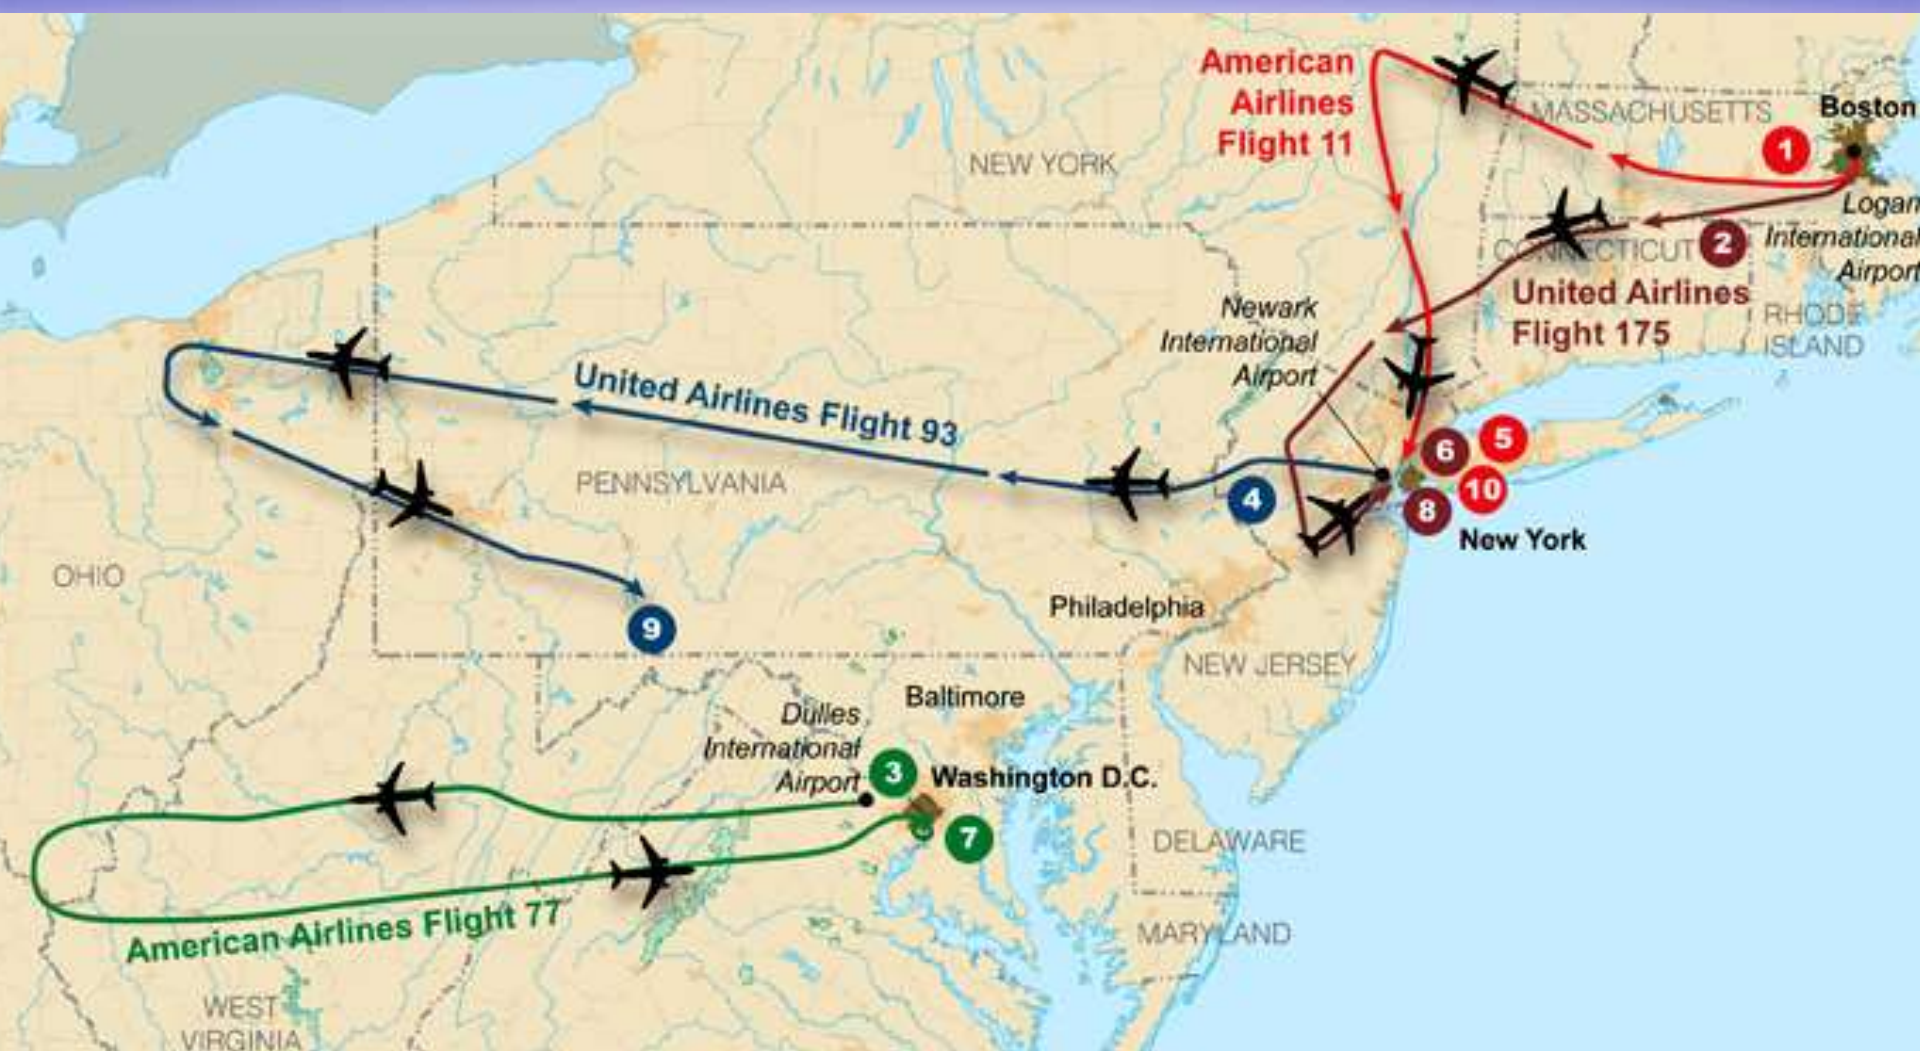 American
Airlines
Flight 11
MASSACHUSETTS
Boston
1
NEW YORK
Logan
International
Airport
CONNECTICUT
2
United Airlines
Flight 175
RHODE
ISLAND
Newark
International
Airport
United Airlines Flight 93
PENNSYLVANIA
4
6
5
10
8
New York
OHIO
9
Philadelphia
NEW JERSEY
Baltimore
Dulles
International
Airport
3
Washington D.C.
7
DELAWARE
American Airlines Flight 77
MARYLAND
WEST
VIRGINIA